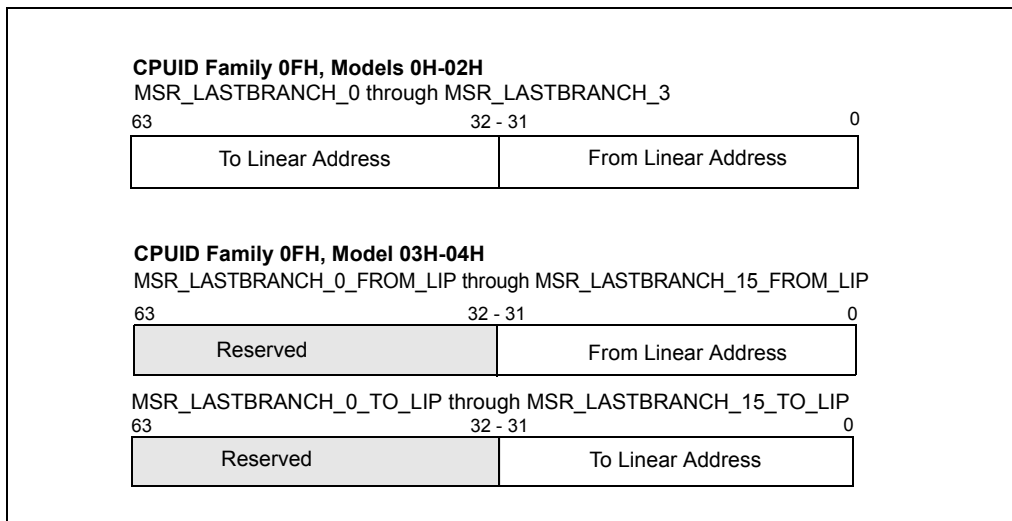 CPUID Family 0FH, Models 0H-02H
MSR_LASTBRANCH_0 through MSR_LASTBRANCH_3
63 32 - 31 0
To Linear Address From Linear Address
CPUID Family 0FH, Model 03H-04H
MSR_LASTBRANCH_0_FROM_LIP through MSR_LASTBRANCH_15_FROM_LIP
63 32 - 31 0
Reserved From Linear Address
MSR_LASTBRANCH_0_TO_LIP through MSR_LASTBRANCH_15_TO_LIP
63 32 - 31 0
Reserved To Linear Address